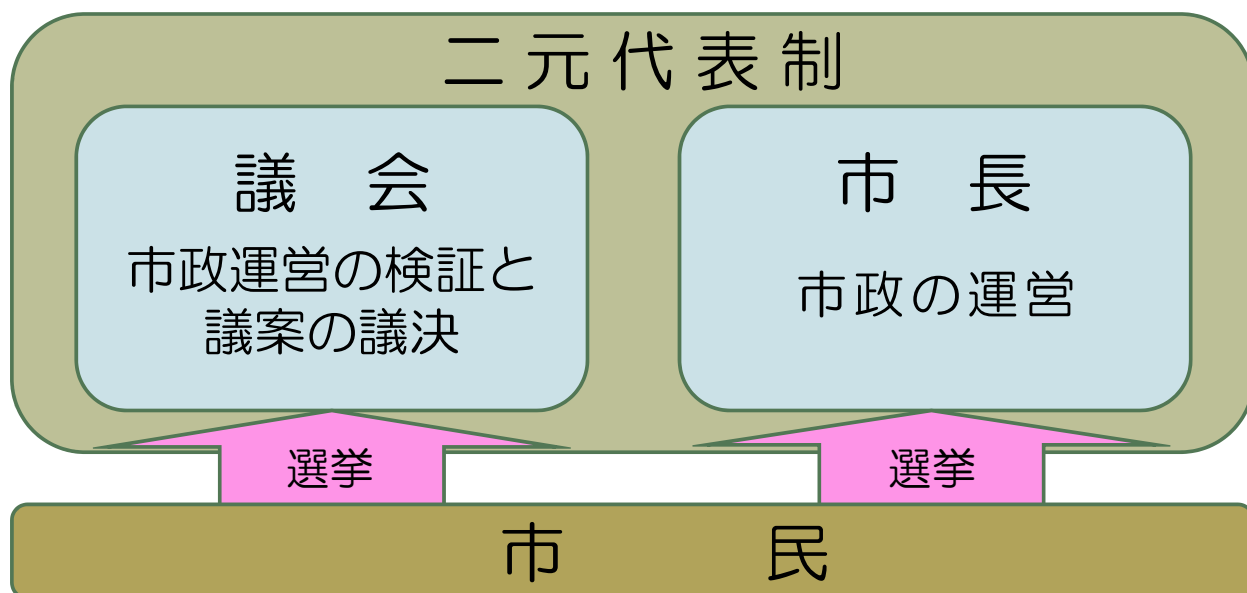 二元代表制
議　会
市政運営の検証と
議案の議決
市　長
市政の運営
選挙
選挙
市　　　民